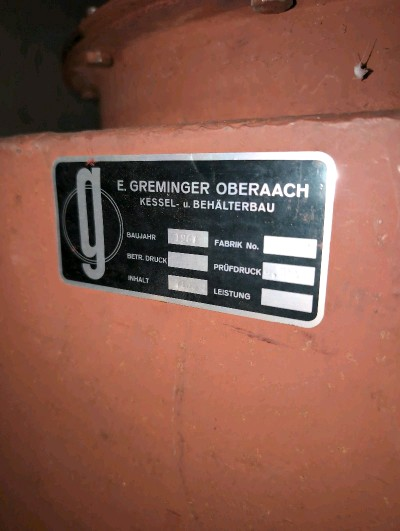 g
E. GREMINGER OBERAACH
KESSEL- u. BEHÄLTERBAU
BAUJAHR FABRIK No.
BETR. DRUCK PRÜFDRUCK
INHALT LEISTUNG